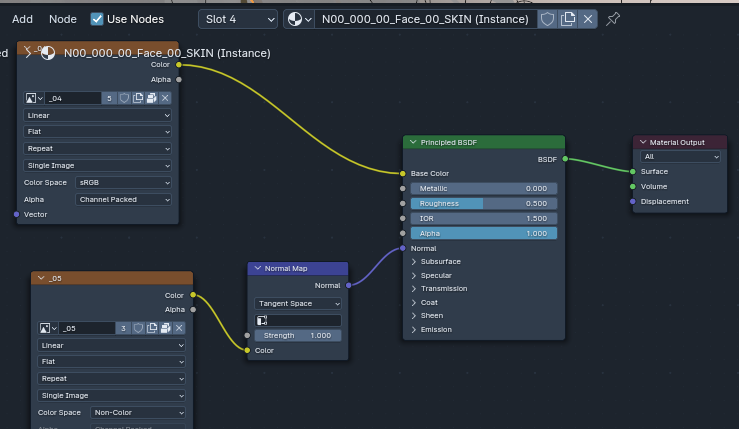 Add Node Use Nodes Slot 4 N00_000_00_Face_00_SKIN (Instance)
ed N00_000_00_Face_00_SKIN (Instance)
Color
Alpha
_04 5
Linear
Flat
Repeat
Single Image
Color Space sRGB
Alpha Channel Packed
Vector
_05
Color
Alpha
_05 3
Linear
Flat
Repeat
Single Image
Color Space Non-Color
Alpha Channel Packed
Normal Map
Normal
Tangent Space
Strength 1.000
Color
Principled BSDF
BSDF
Base Color
Metallic 0.000
Roughness 0.500
IOR 1.500
Alpha 1.000
Normal
Subsurface
Specular
Transmission
Coat
Sheen
Emission
Material Output
All
Surface
Volume
Displacement